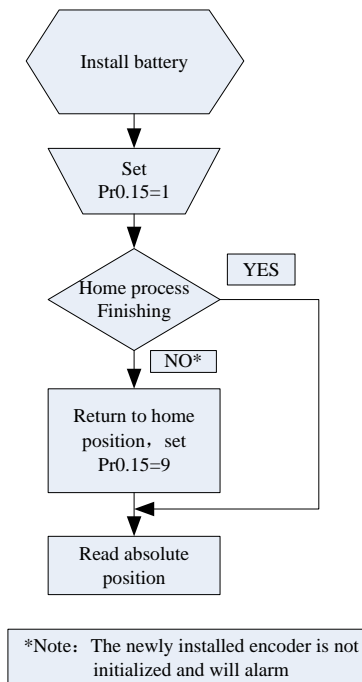 Install battery
Set
Pr0.15=1
Home process
Finishing
YES
NO*
Return to home
position，set
Pr0.15=9
Read absolute
position
*Note：The newly installed encoder is not
initialized and will alarm